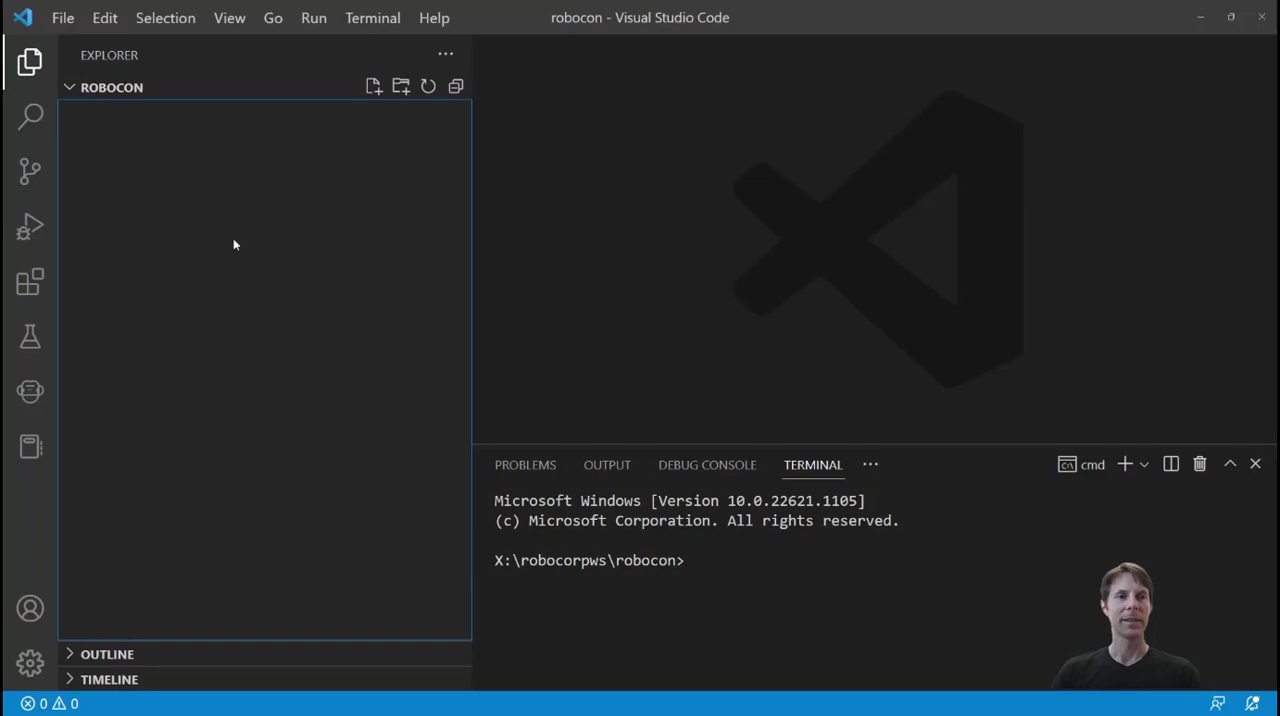 File Edit Selection View Go Run Terminal Help robocon - Visual Studio Code
EXPLORER
ROBOCON
OUTLINE
TIMELINE
PROBLEMS OUTPUT DEBUG CONSOLE TERMINAL cmd
Microsoft Windows [Version 10.0.22621.1105]
(c) Microsoft Corporation. All rights reserved.
X:\robocorpws\robocon>
0 0